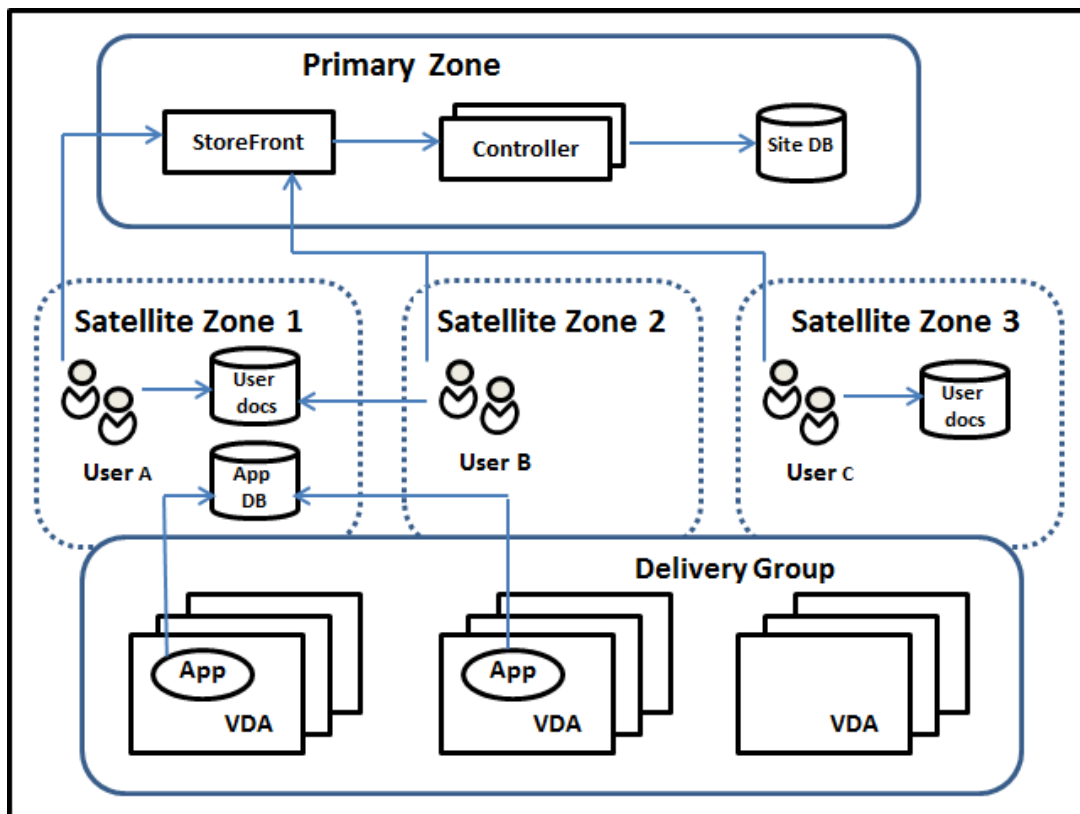 Primary Zone
StoreFront
Controller
Site DB
Satellite Zone 1
Satellite Zone 2
Satellite Zone 3
User
docs
User
docs
User A
User B
User C
App
DB
Delivery Group
App
VDA
App
VDA
VDA